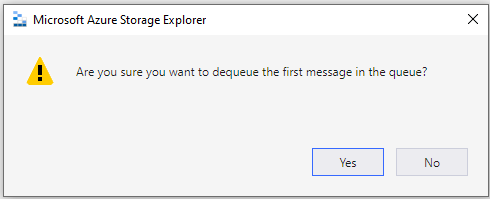 Microsoft Azure Storage Explorer
Are you sure you want to dequeue the first message in the queue?
Yes No